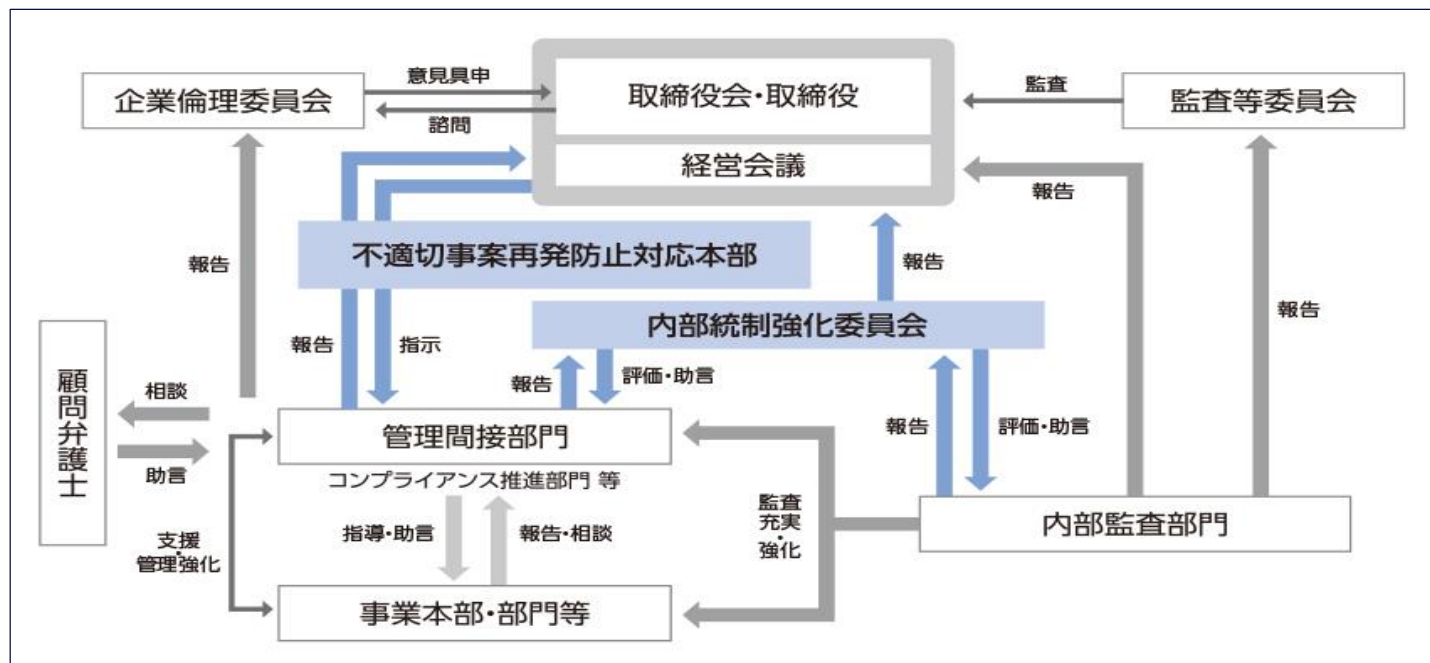 意見具申
取締役会・取締役
監査
企業倫理委員会
監査等委員会
諮問
経営会議
報告
不適切事案再発防止対応本部
報告
報告
報告
内部統制強化委員会
報告
指示
顧問弁護士
相談
報告
評価・助言
報告
評価・助言
管理間接部門
助言
コンプライアンス推進部門 等
内部監査部門
監査
充実
・
強化
指導・助言
報告・相談
支援
・
管理強化
事業本部・部門等